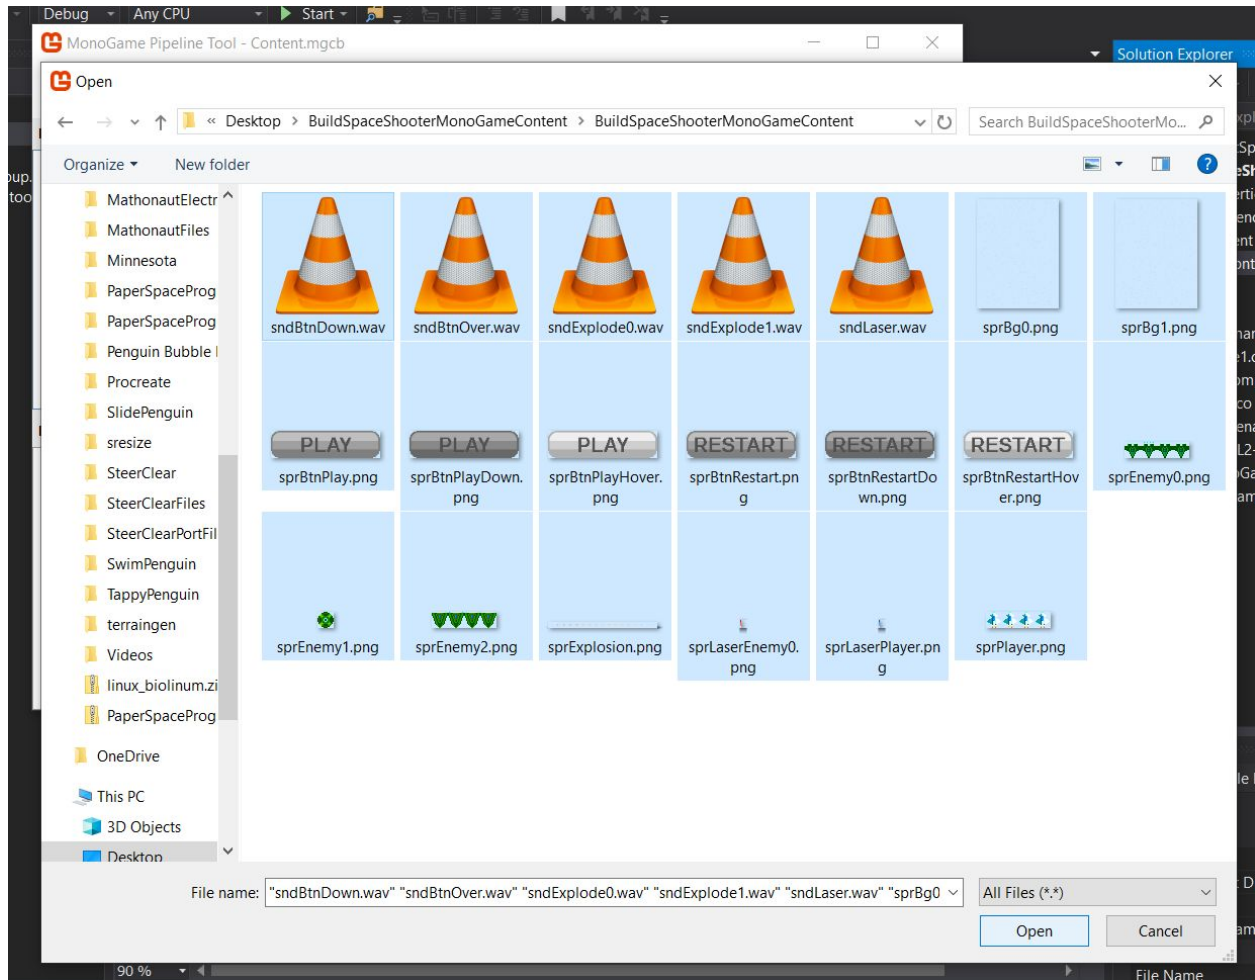 Debug Any CPU Start
MonoGame Pipeline Tool - Content.mgcb
Solution Explorer
Open
« Desktop > BuildSpaceShooterMonoGameContent > BuildSpaceShooterMonoGameContent
Search BuildSpaceShooterMo...
Organize New folder
MathonautElectr
MathonautFiles
Minnesota
PaperSpaceProg
PaperSpaceProg
Penguin Bubble
Procreate
SlidePenguin
sresize
SteerClear
SteerClearFiles
SteerClearPortFil
SwimPenguin
TappyPenguin
terraingen
Videos
linux_biolinum.zi
PaperSpaceProg
OneDrive
This PC
3D Objects
Desktop
sndBtnDown.wav sndBtnOver.wav sndExplode0.wav sndExplode1.wav sndLaser.wav sprBg0.png sprBg1.png
PLAY PLAY PLAY RESTART RESTART RESTART
sprBtnPlay.png sprBtnPlayDown. sprBtnPlayHover. sprBtnRestart.pn sprBtnRestartDo sprBtnRestartHov sprEnemy0.png
png png g wn.png er.png
sprEnemy1.png sprEnemy2.png sprExplosion.png sprLaserEnemy0. sprLaserPlayer.pn sprPlayer.png
png g
File name: "sndBtnDown.wav" "sndBtnOver.wav" "sndExplode0.wav" "sndExplode1.wav" "sndLaser.wav" "sprBg0
All Files (*.*)
Open Cancel
90 %
File Name